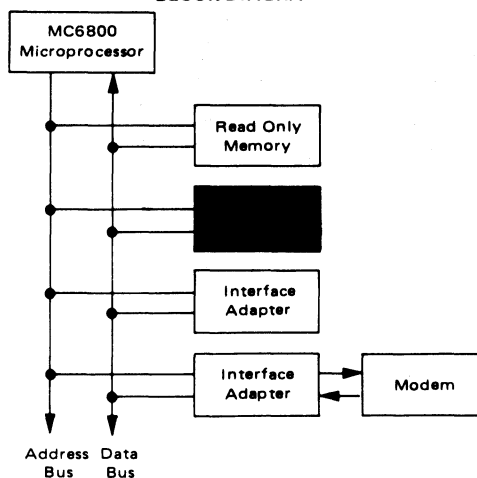 MC6800
Microprocessor
Read Only
Memory
Interface
Adapter
Interface
Adapter
Modem
Address Data
Bus Bus